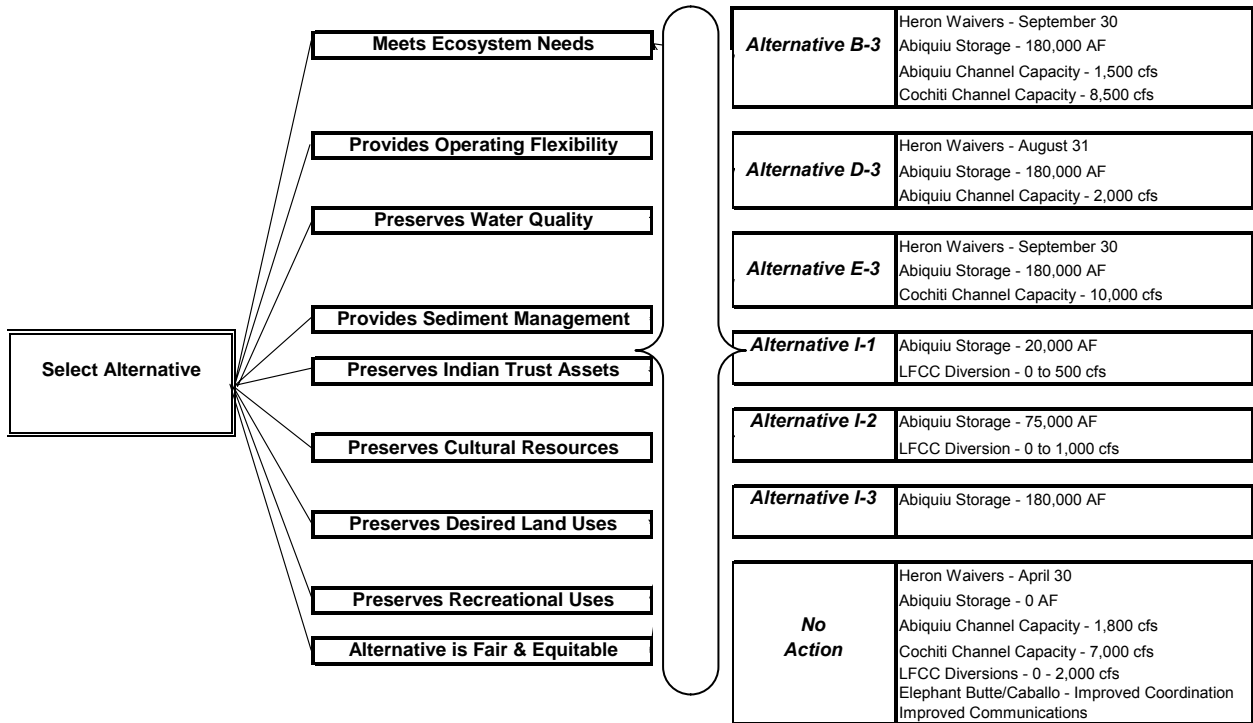 Select Alternative
Meets Ecosystem Needs
Provides Operating Flexibility
Preserves Water Quality
Provides Sediment Management
Preserves Indian Trust Assets
Preserves Cultural Resources
Preserves Desired Land Uses
Preserves Recreational Uses
Alternative is Fair & Equitable
Alternative B-3
Heron Waivers - September 30
Abiquiu Storage - 180,000 AF
Abiquiu Channel Capacity - 1,500 cfs
Cochiti Channel Capacity - 8,500 cfs
Alternative D-3
Heron Waivers - August 31
Abiquiu Storage - 180,000 AF
Abiquiu Channel Capacity - 2,000 cfs
Alternative E-3
Heron Waivers - September 30
Abiquiu Storage - 180,000 AF
Cochiti Channel Capacity - 10,000 cfs
Alternative I-1
Abiquiu Storage - 20,000 AF
LFCC Diversion - 0 to 500 cfs
Alternative I-2
Abiquiu Storage - 75,000 AF
LFCC Diversion - 0 to 1,000 cfs
Alternative I-3
Abiquiu Storage - 180,000 AF
No
Action
Heron Waivers - April 30
Abiquiu Storage - 0 AF
Abiquiu Channel Capacity - 1,800 cfs
Cochiti Channel Capacity - 7,000 cfs
LFCC Diversions - 0 - 2,000 cfs
Elephant Butte/Caballo - Improved Coordination
Improved Communications